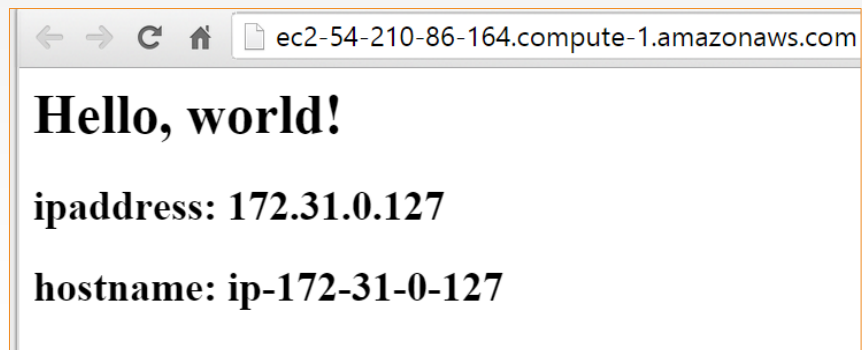 ec2-54-210-86-164.compute-1.amazonaws.com
Hello, world!
ipaddress: 172.31.0.127
hostname: ip-172-31-0-127